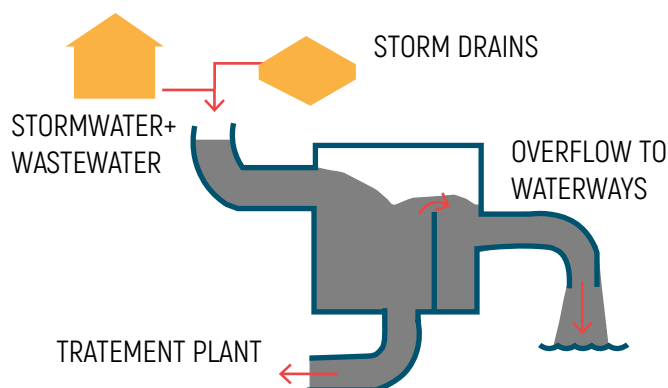 STORM DRAINS
STORMWATER+
WASTEWATER
OVERFLOW TO
WATERWAYS
TRATEMENT PLANT